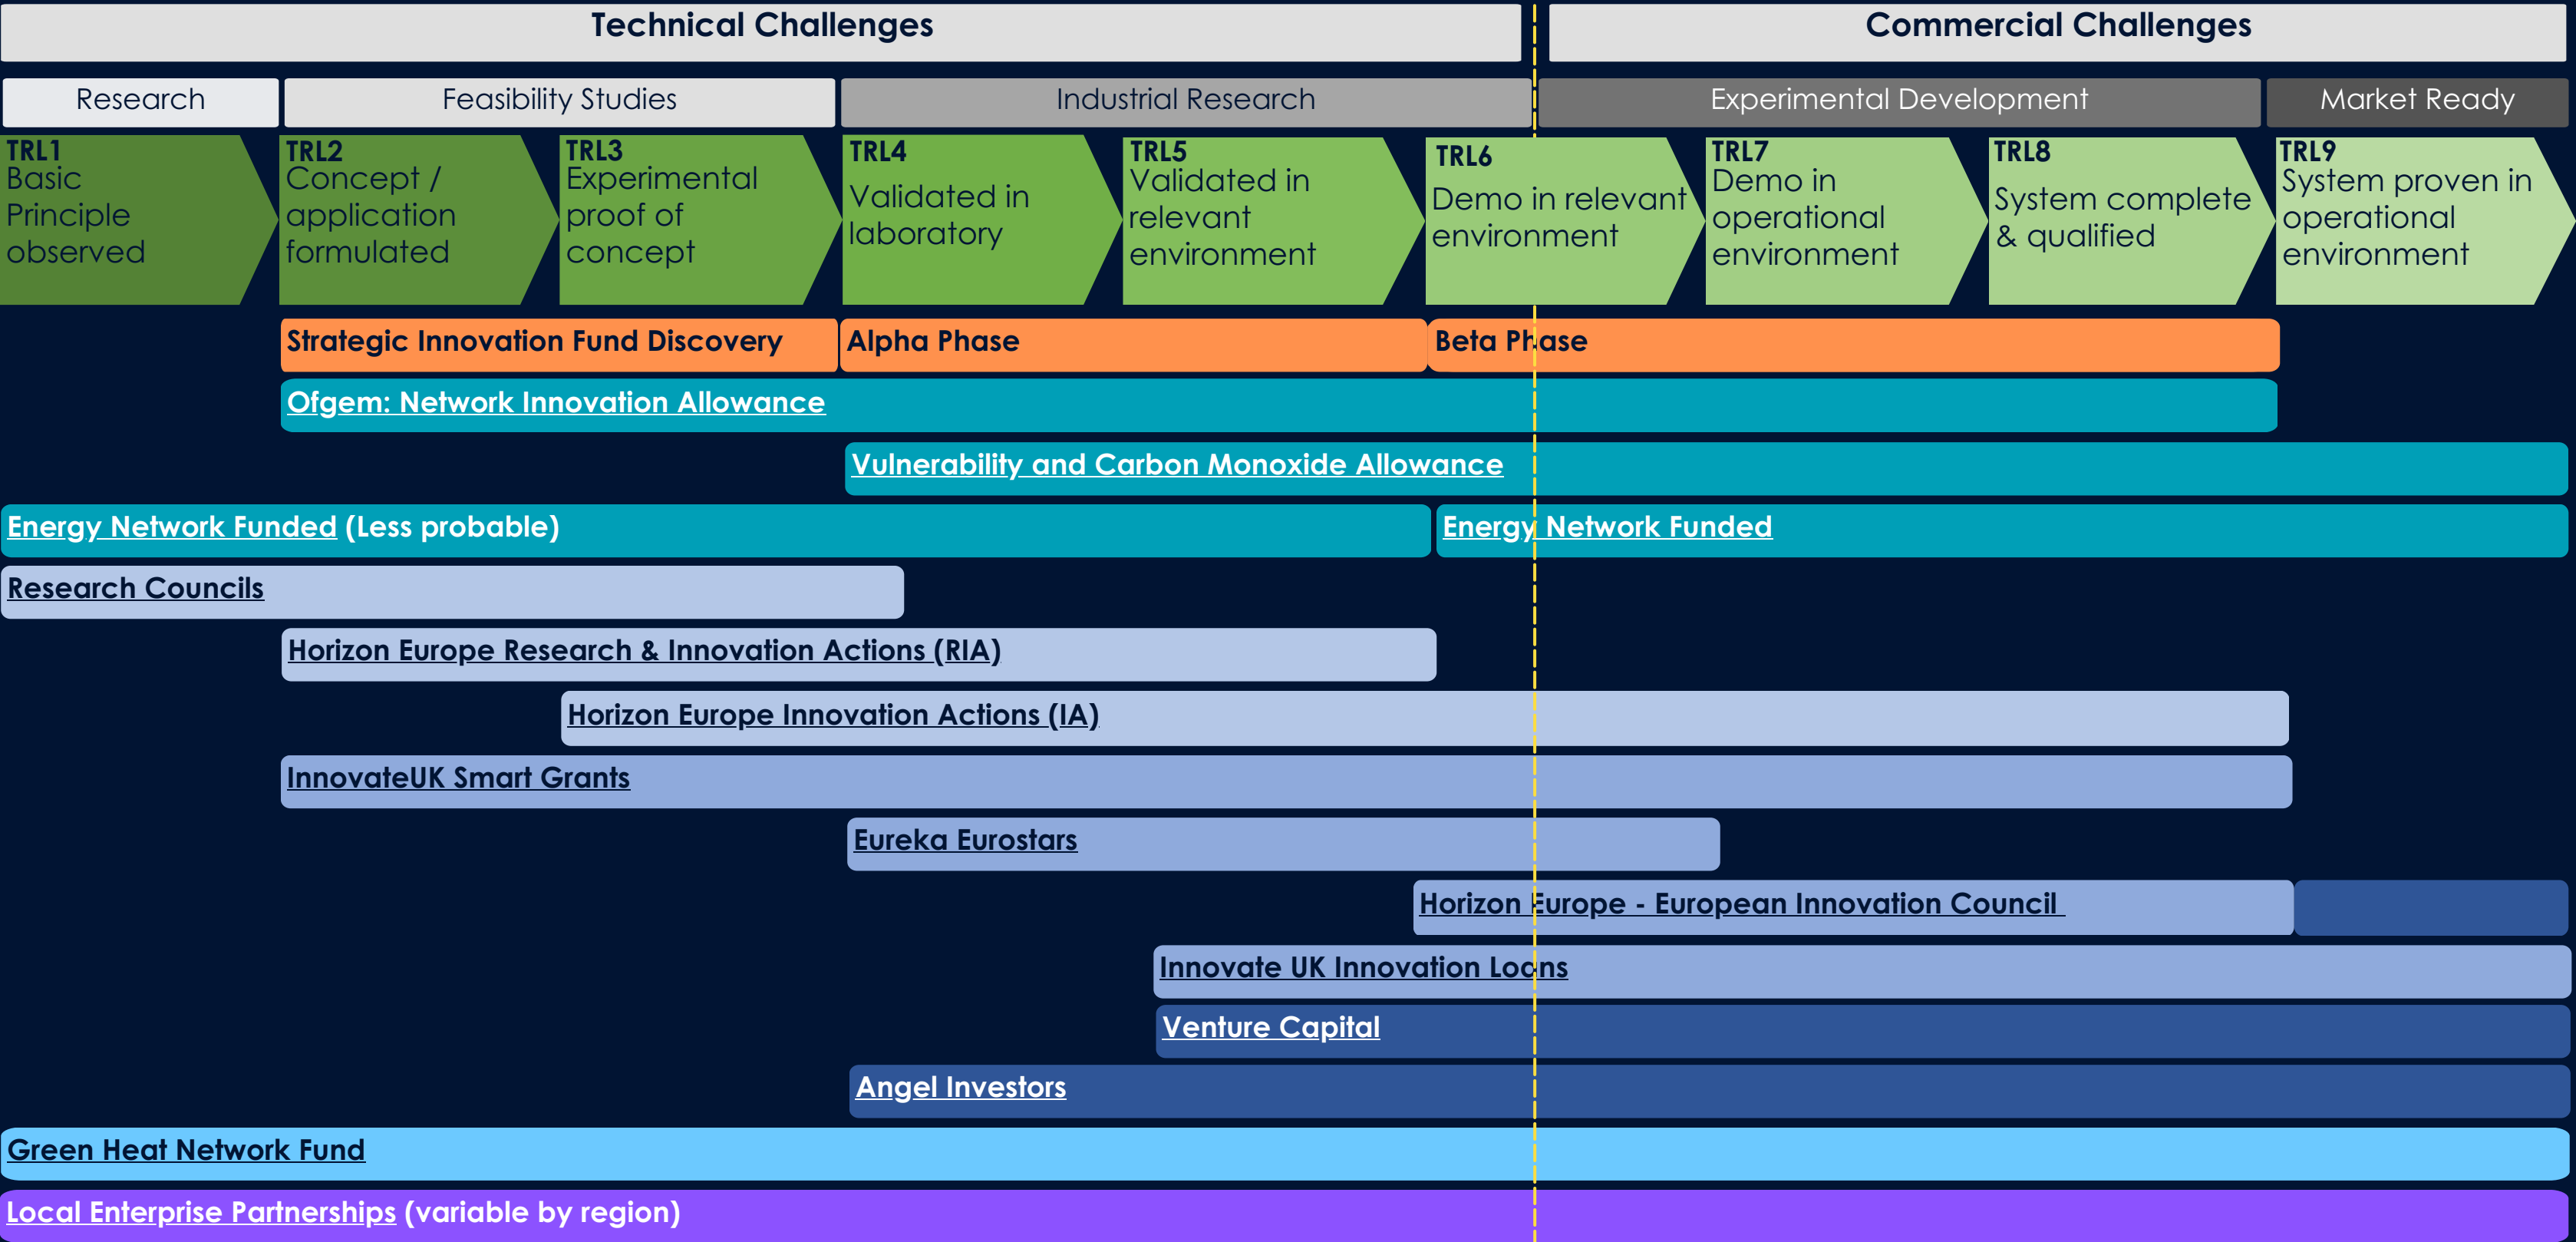 Technical Challenges
Commercial Challenges
Research
Feasibility Studies
Industrial Research
Experimental Development
Market Ready
TRL1
Basic
Principle
observed
TRL2
Concept /
application
formulated
TRL3
Experimental
proof of
concept
TRL4
Validated in
laboratory
TRL5
Validated in
relevant
environment
TRL6
Demo in relevant
environment
TRL7
Demo in
operational
environment
TRL8
System complete
& qualified
TRL9
System proven in
operational
environment
Strategic Innovation Fund Discovery
Alpha Phase
Beta Phase
Ofgem: Network Innovation Allowance
Vulnerability and Carbon Monoxide Allowance
Energy Network Funded (Less probable)
Energy Network Funded
Research Councils
Horizon Europe Research & Innovation Actions (RIA)
Horizon Europe Innovation Actions (IA)
InnovateUK Smart Grants
Eureka Eurostars
Horizon Europe - European Innovation Council
Innovate UK Innovation Loans
Venture Capital
Angel Investors
Green Heat Network Fund
Local Enterprise Partnerships (variable by region)